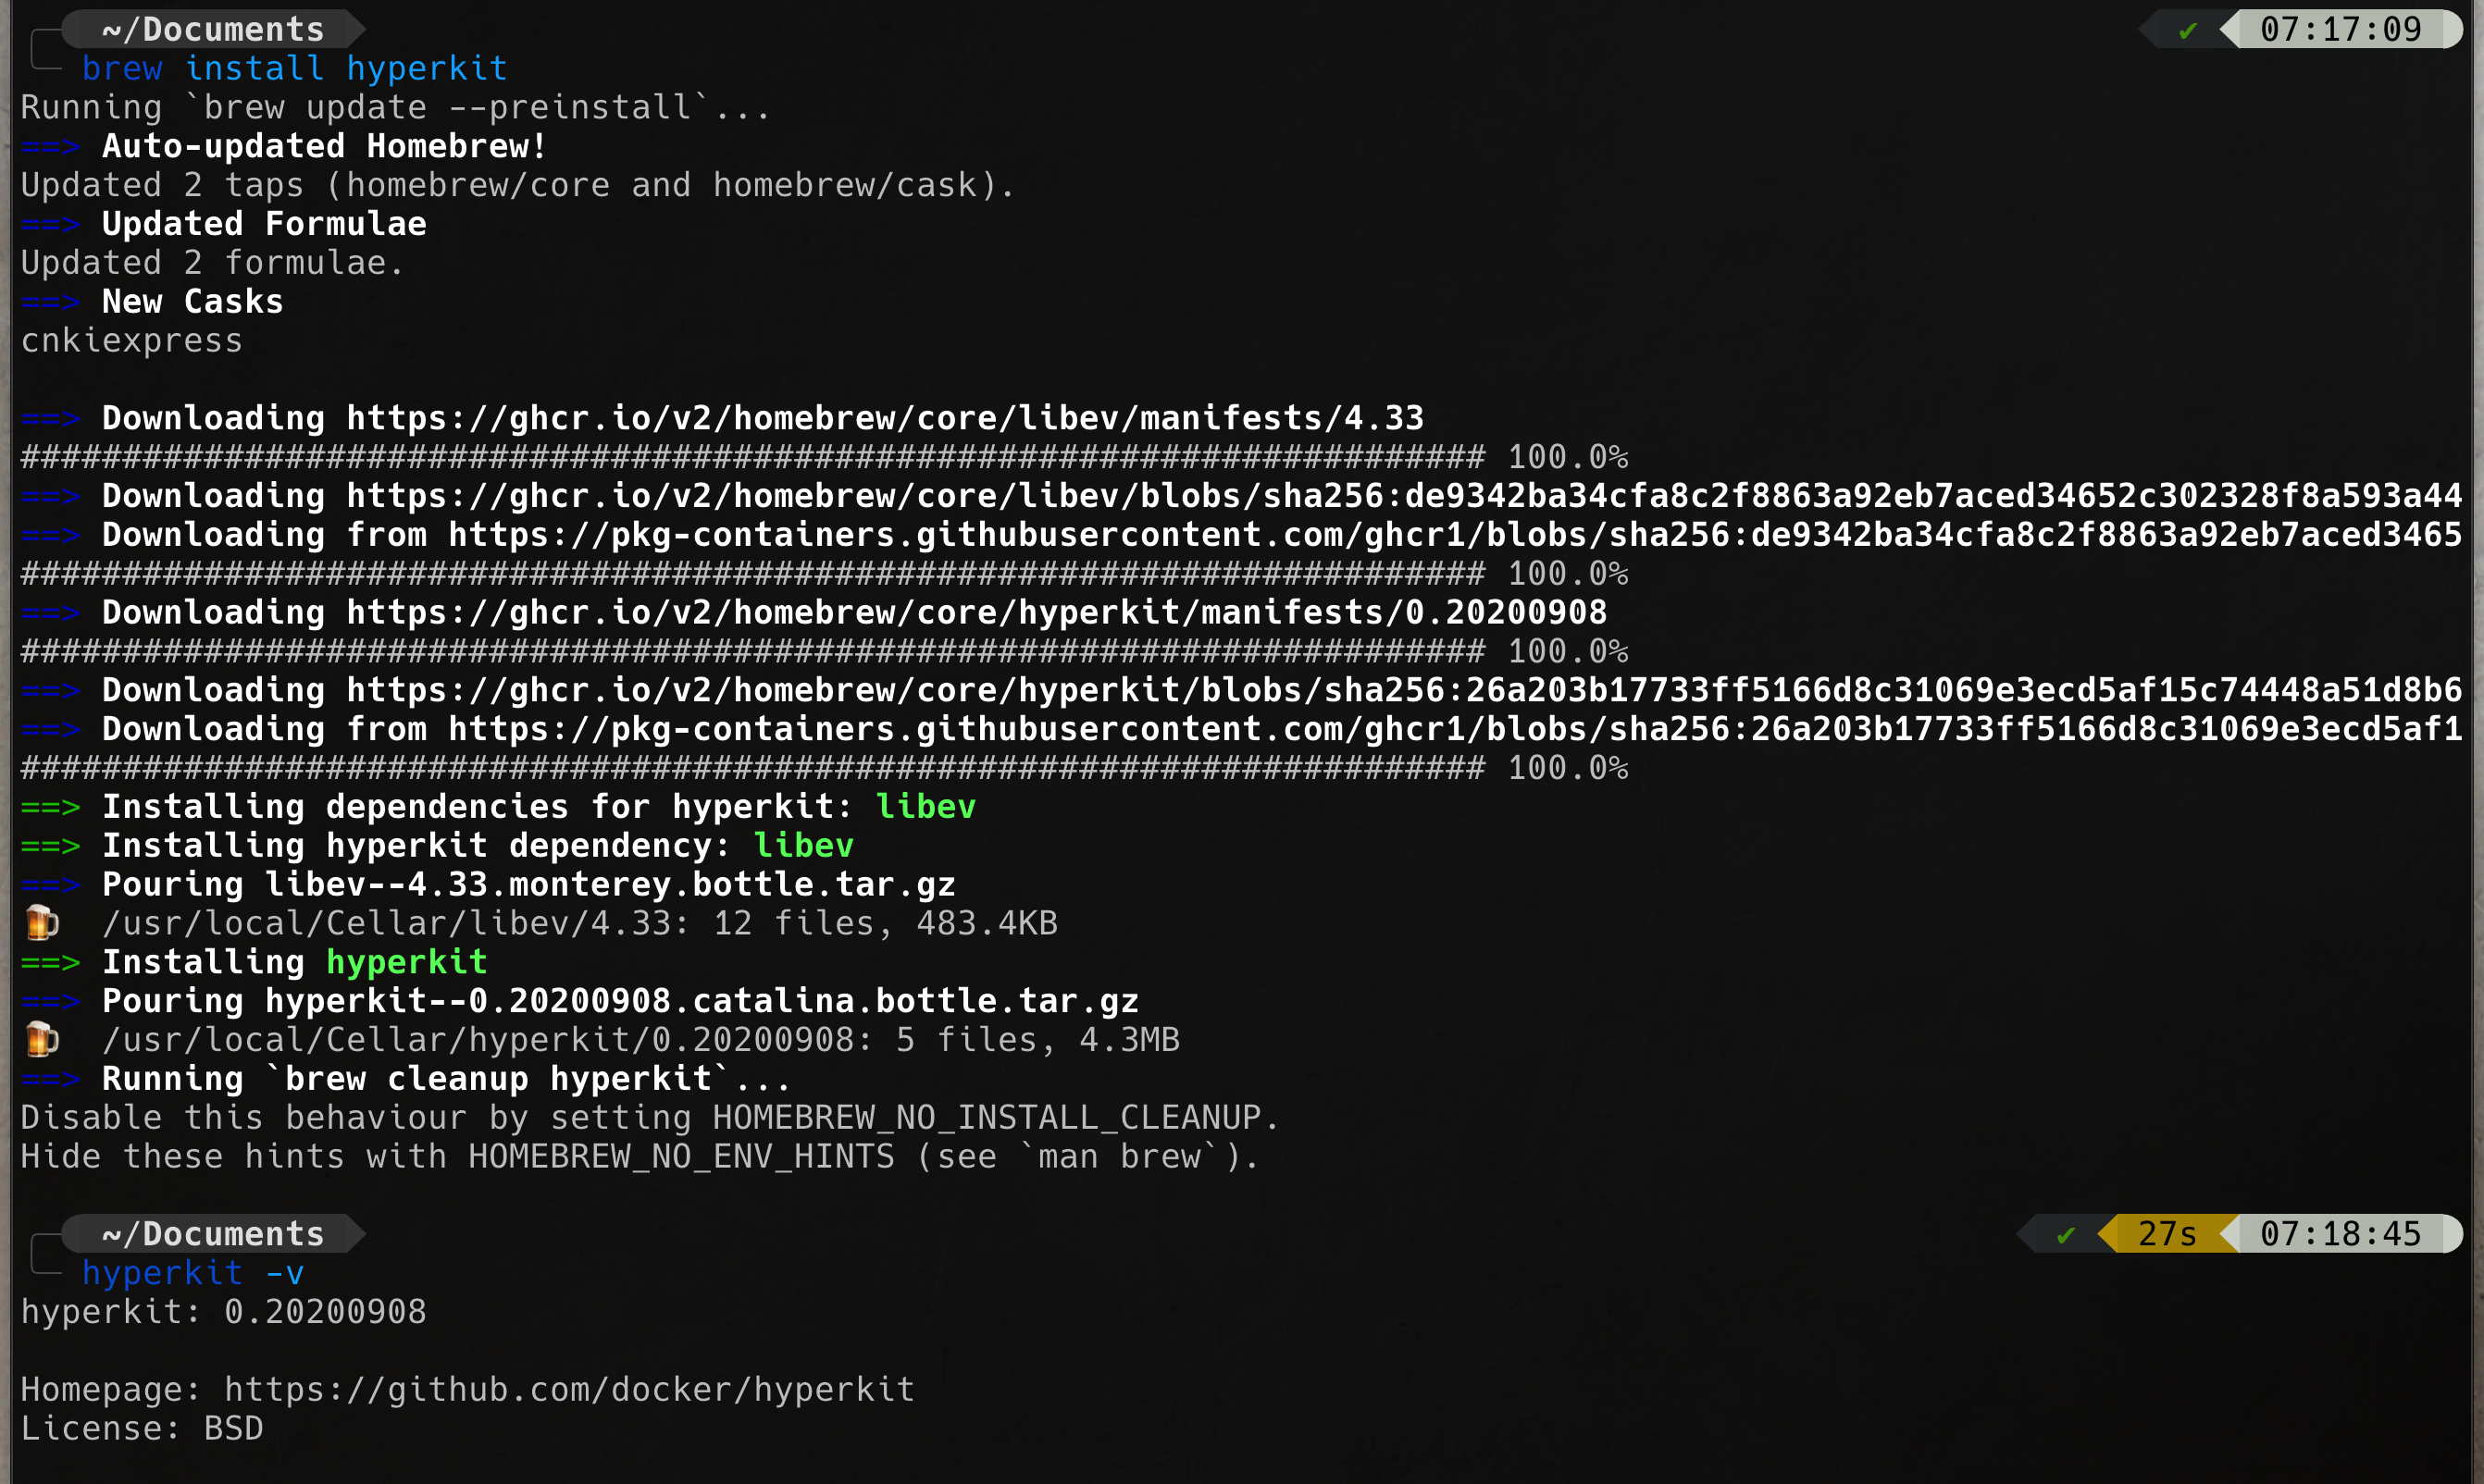 ~/Documents ✔ 07:17:09
brew install hyperkit
Running `brew update --preinstall`...
==> Auto-updated Homebrew!
Updated 2 taps (homebrew/core and homebrew/cask).
==> Updated Formulae
Updated 2 formulae.
==> New Casks
cnkiexpress
==> Downloading https://ghcr.io/v2/homebrew/core/libev/manifests/4.33
######################################################################## 100.0%
==> Downloading https://ghcr.io/v2/homebrew/core/libev/blobs/sha256:de9342ba34cfa8c2f8863a92eb7aced34652c302328f8a593a44
==> Downloading from https://pkg-containers.githubusercontent.com/ghcr1/blobs/sha256:de9342ba34cfa8c2f8863a92eb7aced3465
######################################################################## 100.0%
==> Downloading https://ghcr.io/v2/homebrew/core/hyperkit/manifests/0.20200908
######################################################################## 100.0%
==> Downloading https://ghcr.io/v2/homebrew/core/hyperkit/blobs/sha256:26a203b17733ff5166d8c31069e3ecd5af15c74448a51d8b6
==> Downloading from https://pkg-containers.githubusercontent.com/ghcr1/blobs/sha256:26a203b17733ff5166d8c31069e3ecd5af1
######################################################################## 100.0%
==> Installing dependencies for hyperkit: libev
==> Installing hyperkit dependency: libev
==> Pouring libev--4.33.monterey.bottle.tar.gz
🍺 /usr/local/Cellar/libev/4.33: 12 files, 483.4KB
==> Installing hyperkit
==> Pouring hyperkit--0.20200908.catalina.bottle.tar.gz
🍺 /usr/local/Cellar/hyperkit/0.20200908: 5 files, 4.3MB
==> Running `brew cleanup hyperkit`...
Disable this behaviour by setting HOMEBREW_NO_INSTALL_CLEANUP.
Hide these hints with HOMEBREW_NO_ENV_HINTS (see `man brew`).
~/Documents ✔ 27s 07:18:45
hyperkit -v
hyperkit: 0.20200908
Homepage: https://github.com/docker/hyperkit
License: BSD